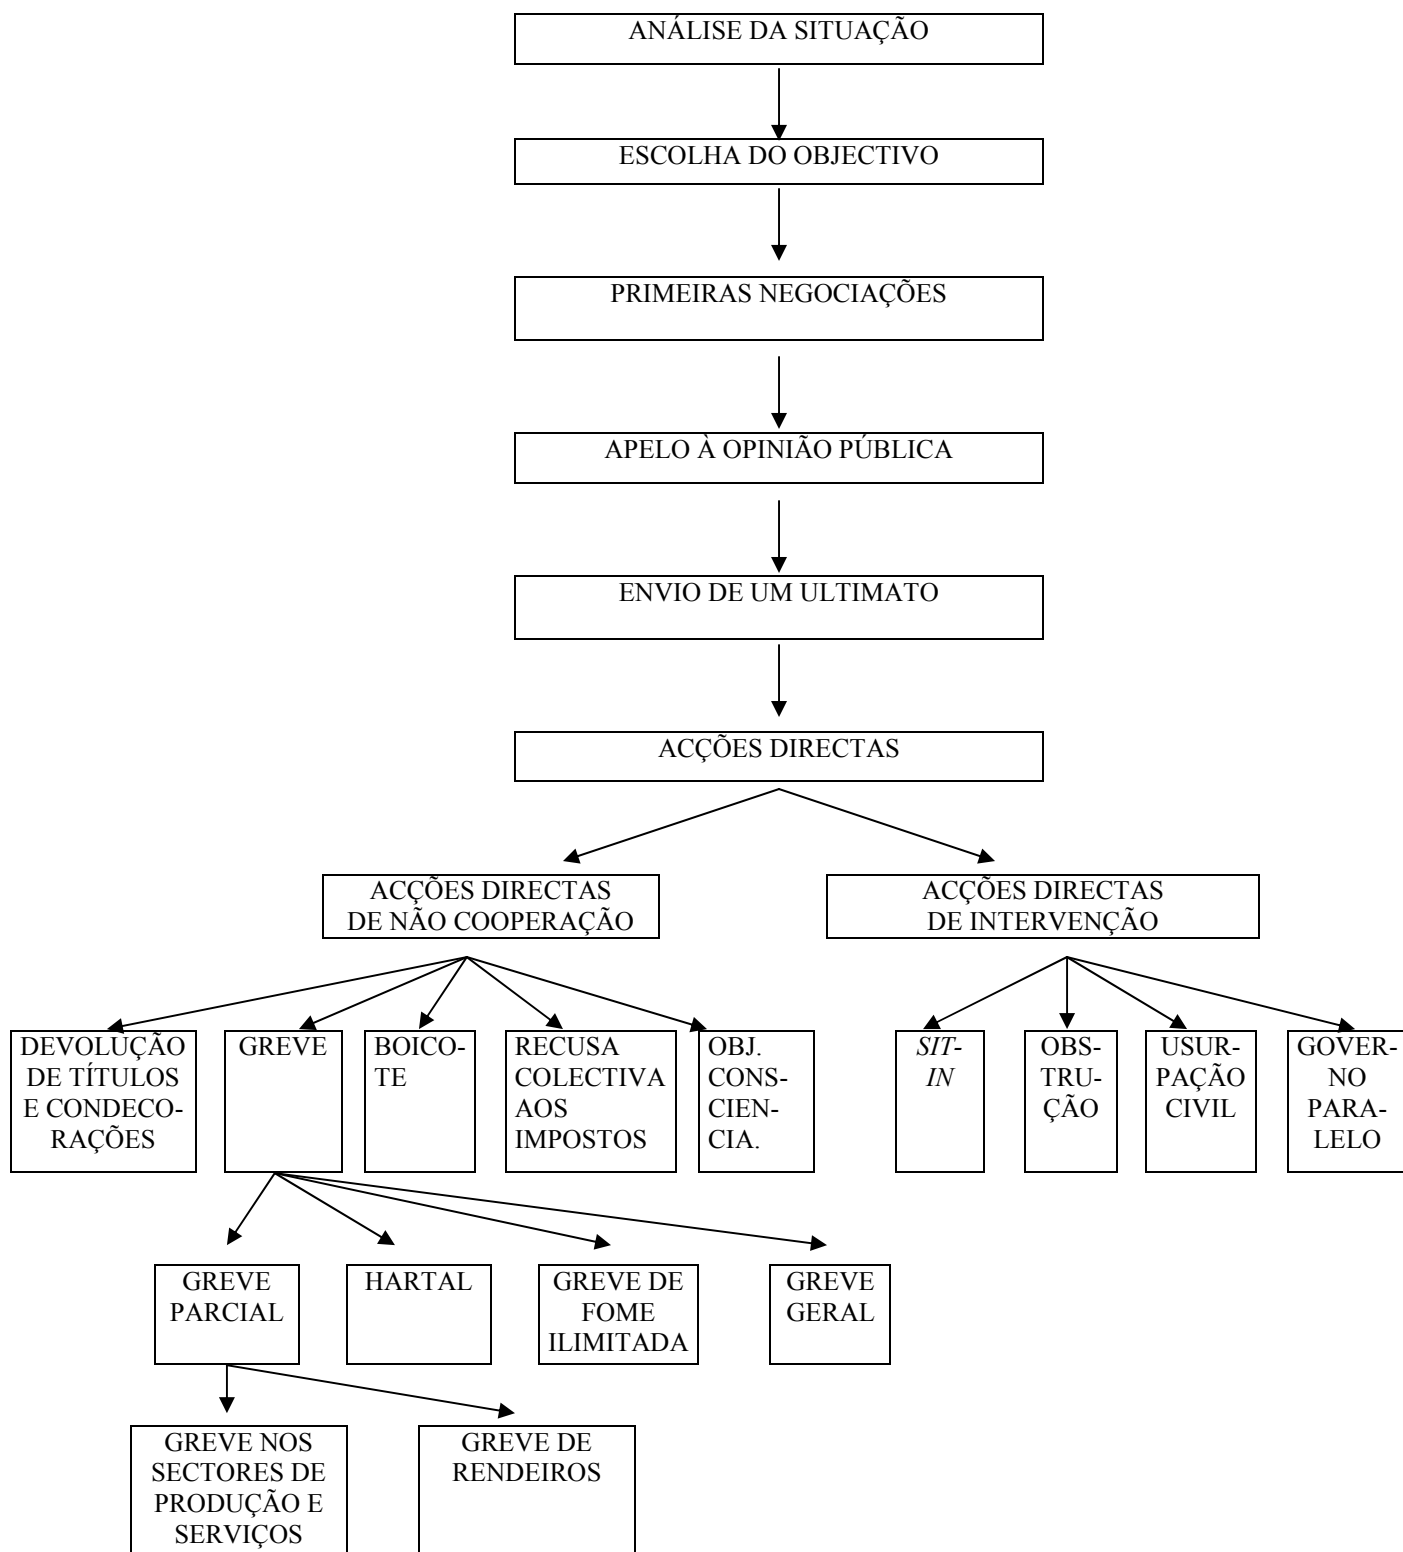 ANÁLISE DA SITUAÇÃO
ESCOLHA DO OBJECTIVO
PRIMEIRAS NEGOCIAÇÕES
APELO À OPINIÃO PÚBLICA
ENVIO DE UM ULTIMATO
ACÇÕES DIRECTAS
ACÇÕES DIRECTAS
DE NÃO COOPERAÇÃO
ACÇÕES DIRECTAS
DE INTERVENÇÃO
DEVOLUÇÃO
DE TÍTULOS
E CONDECO-
RAÇÕES
GREVE
BOICO-
TE
RECUSA
COLECTIVA
AOS
IMPOSTOS
OBJ.
CONS-
CIEN-
CIA.
SIT-
IN
OBS-
TRU-
ÇÃO
USUR-
PAÇÃO
CIVIL
GOVER-
NO
PARA-
LELO
GREVE
PARCIAL
HARTAL
GREVE DE
FOME
ILIMITADA
GREVE
GERAL
GREVE NOS
SECTORES DE
PRODUÇÃO E
SERVIÇOS
GREVE DE
RENDEIROS